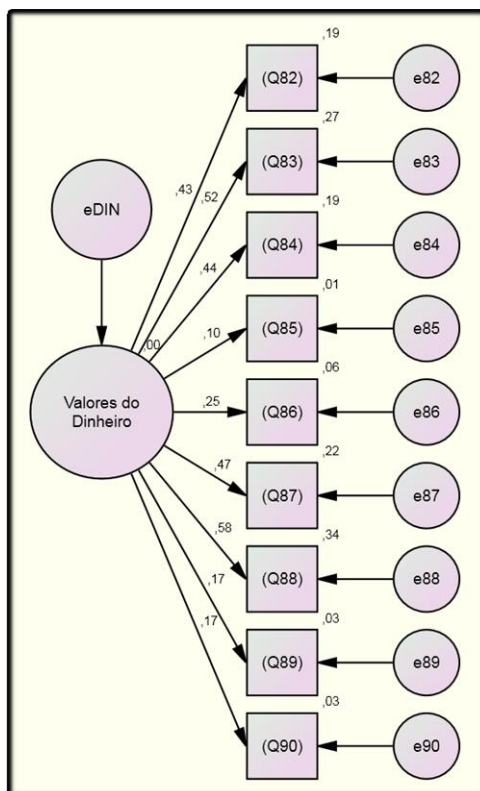 ,19
(Q82)
e82
,27
,43
,52
(Q83)
e83
eDIN
,19
,44
(Q84)
e84
,01
,10
(Q85)
e85
,00
,06
Valores do
Dinheiro
,25
(Q86)
e86
,22
,47
(Q87)
e87
,34
,58
(Q88)
e88
,17
,03
(Q89)
e89
,17
,03
(Q90)
e90